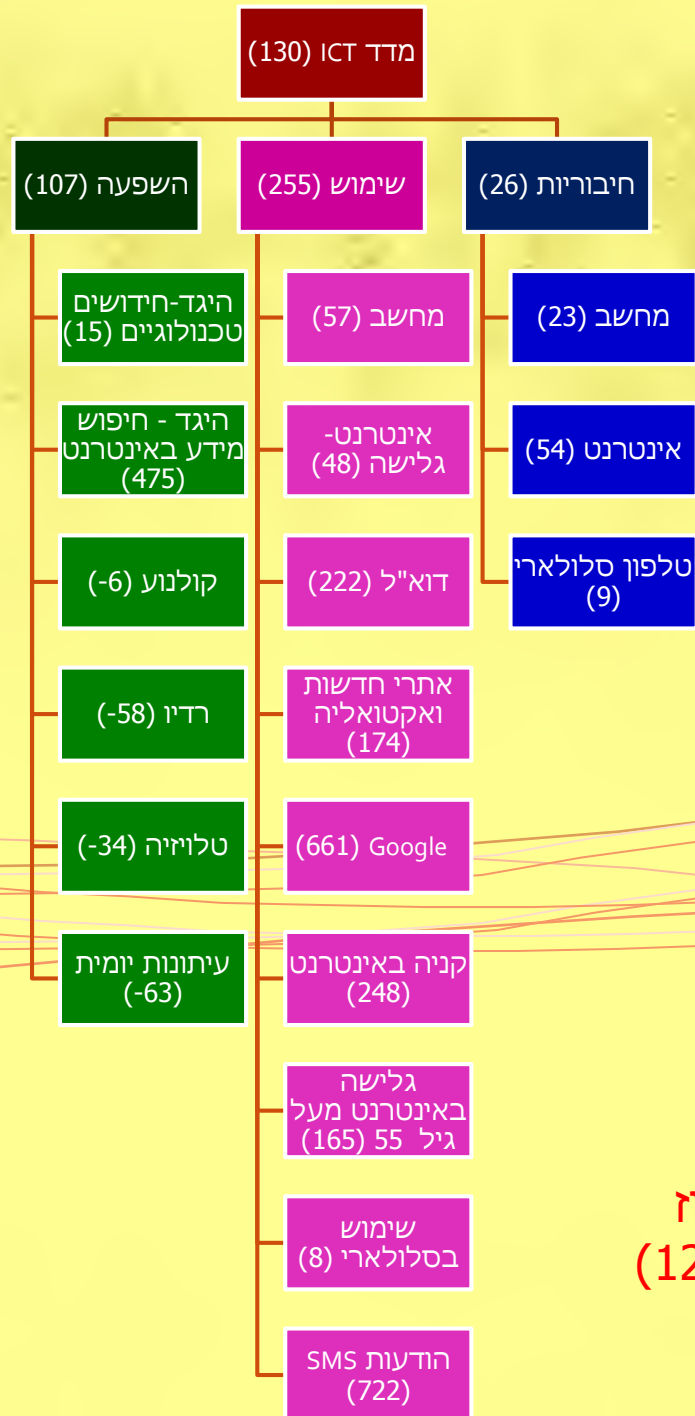 מדד ICT (130)
חיבוריות (26)
מחשב (23)
אינטרנט (54)
טלפון סלולארי
(9)
שימוש (255)
מחשב (57)
אינטרנט-
גלישה (48)
דוא"ל (222)
אתרי חדשות
ואקטואליה
(174)
Google (661)
קניה באינטרנט
(248)
גלישה
באינטרנט מעל
גיל 55 (165)
שימוש
בסלולארי (8)
הודעות SMS
(722)
השפעה (107)
היגד-חידושים
טכנולוגיים (15)
היגד - חיפוש
מידע באינטרנט
(475)
קולנוע (6-)
רדיו (58-)
טלויזיה (34-)
עיתונות יומית
(63-)